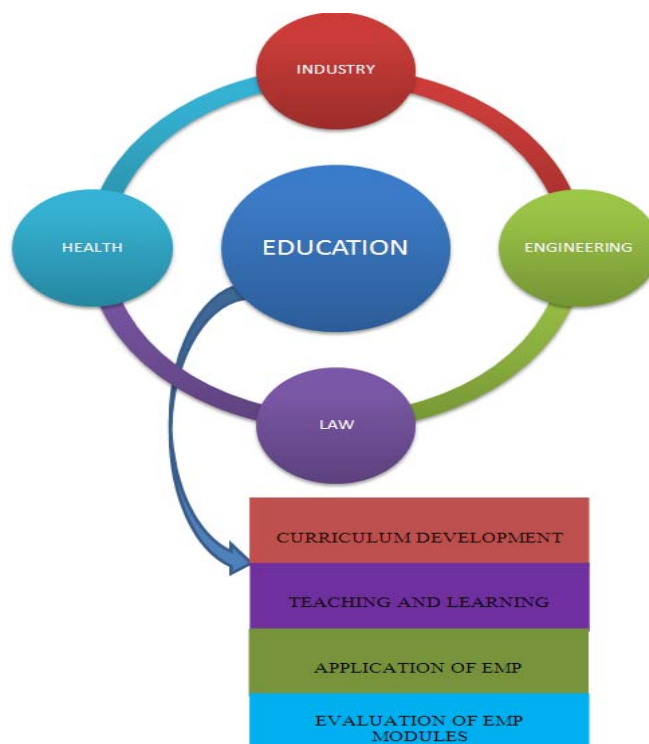 INDUSTRY
HEALTH
EDUCATION
ENGINEERING
LAW
CURRICULUM DEVELOPMENT
TEACHING AND LEARNING
APPLICATION OF EMP
EVALUATION OF EMP
MODULES